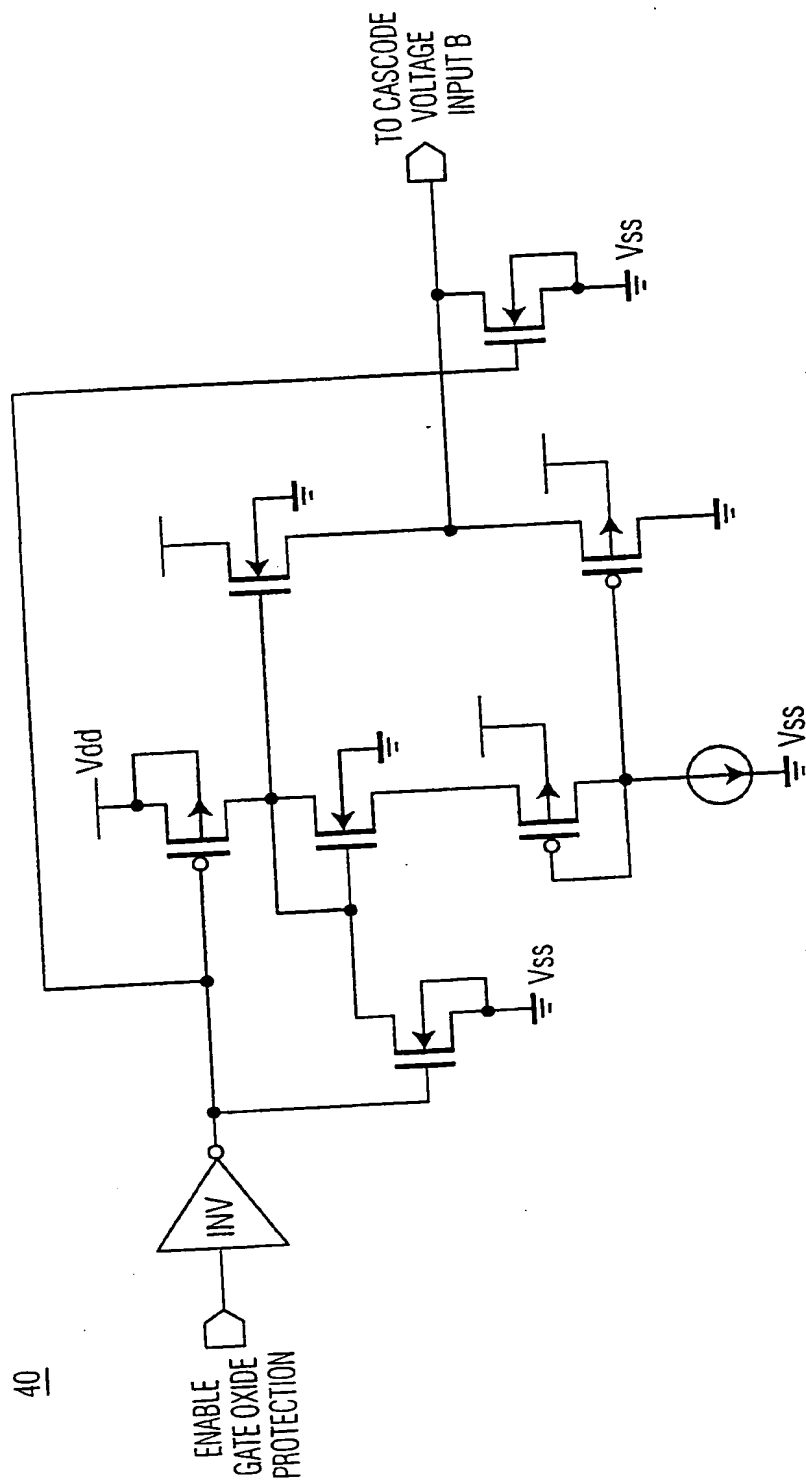 40
ENABLE
GATE OXIDE
PROTECTION
INV
Vdd
Vss
Vss
Vss
TO CASCODE
VOLTAGE
INPUT B